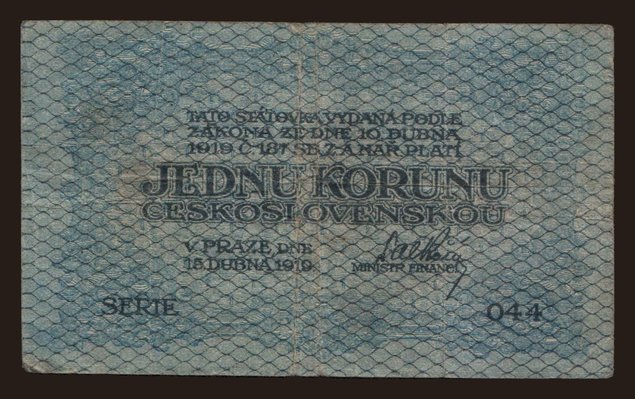 TATO STÁTOVKA VYDANÁ PODLE
ZÁKONA ZE DNE 10. DUBNA
1919 Č. 187 SB. Z. A NAŘ. PLATÍ
JEDNU KORUNU
ČESKOSLOVENSKOU
V PRAZE DNE
15. DUBNA 1919.
MINISTR FINANCÍ
SERIE 044